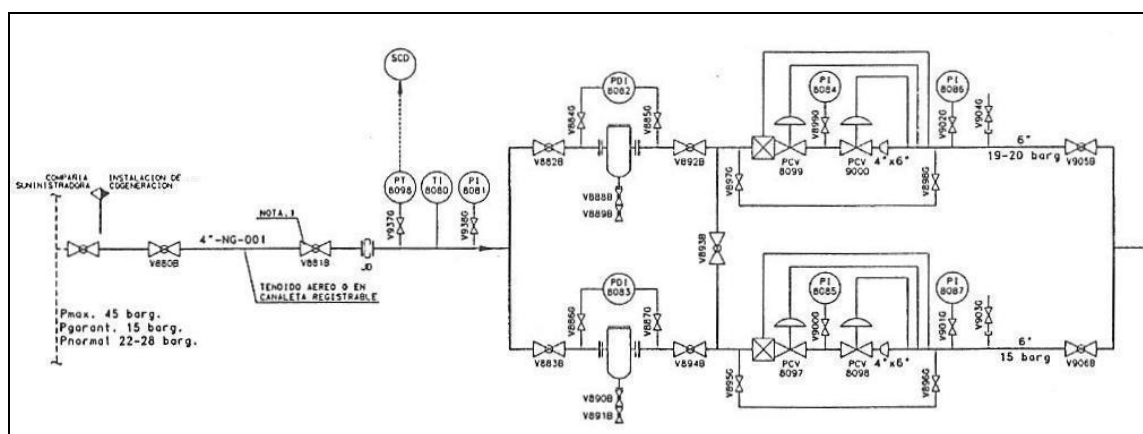 SCD
PT
8098
TI
8080
PI
8081
V937G
V938G
COMPAÑIA
SUMINISTRADORA
INSTALACION DE
COGENERACION
NOTA.1
V880B
4"-NG-001
V881B
JD
TENDIDO AEREO O EN
CANALETA REGISTRABLE
Pmax. 45 barg.
Pgarant. 15 barg.
Pnormal 22-28 barg.
PDI
8082
V884G
V885G
V882B
V892B
V888B
V889B
V893B
PDI
8083
V886G
V887G
V883B
V894B
V890B
V891B
PI
8084
PI
8086
V899G
V902G
V904G
PCV
8099
PCV
9000
4"x6"
6"
19-20 barg
V905B
V897G
V898G
PI
8085
PI
8087
V900G
V901G
V903G
PCV
8097
PCV
8098
4"x6"
6"
15 barg
V906B
V895G
V896G